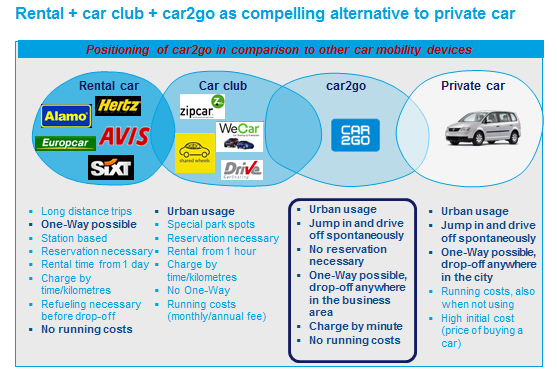 Rental + car club + car2go as compelling alternative to private car
Positioning of car2go in comparison to other car mobility devices
Rental car
Car club
car2go
Private car
Hertz
Alamo
AVIS
Europcar
SIXT
zipcar
WeCar
shared wheels
Drive
CarSharing
CAR
2GO
Long distance trips
One-Way possible
Station based
Reservation necessary
Rental time from 1 day
Charge by
time/kilometres
Refueling necessary
before drop-off
No running costs
Urban usage
Special park spots
Reservation necessary
Rental from 1 hour
Charge by
time/kilometres
No One-Way
Running costs
(monthly/annual fee)
Urban usage
Jump in and drive
off spontaneously
No reservation
necessary
One-Way possible,
drop-off anywhere
in the business
area
Charge by minute
No running costs
Urban usage
Jump in and drive
off spontaneously
One-Way possible,
drop-off anywhere
in the city
Running costs, also
when not using
High initial cost
(price of buying a
car)